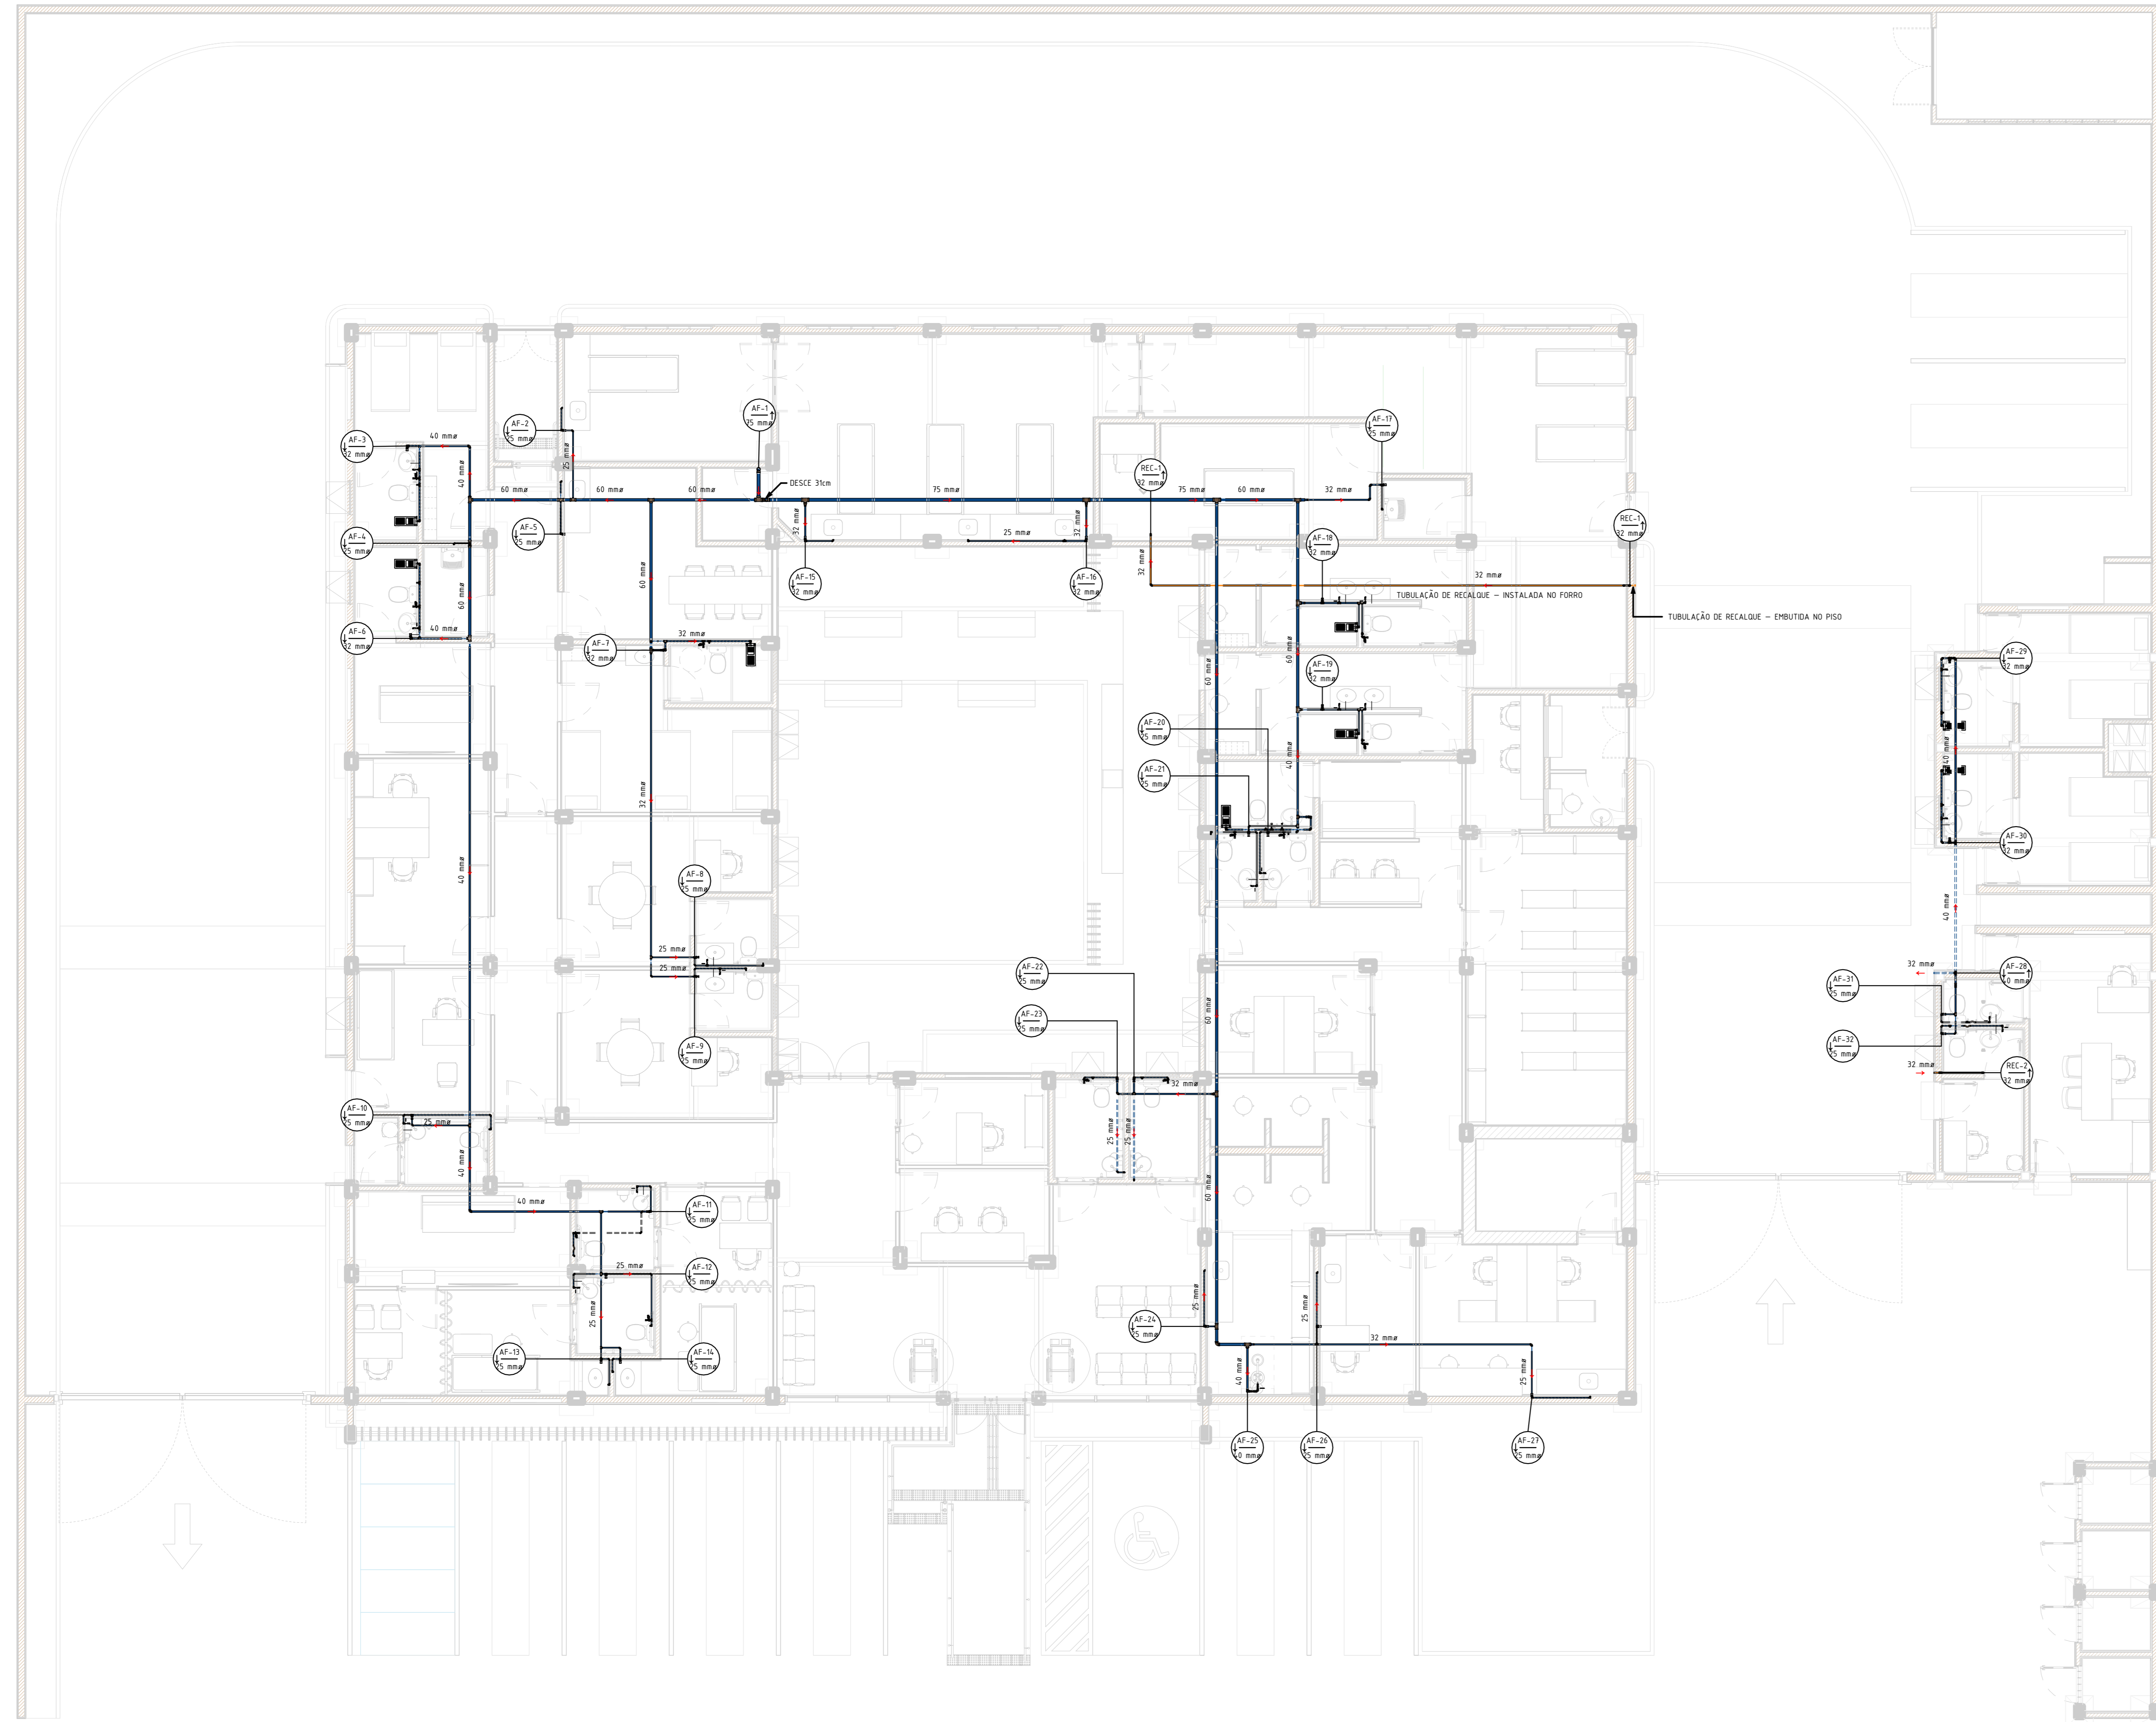 AF-1
75 mmø
AF-2
25 mmø
AF-17
25 mmø
AF-3
32 mmø
40 mmø
25 mmø
40 mmø
REC-1
32 mmø
DESCE 31cm
60 mmø
60 mmø
60 mmø
75 mmø
75 mmø
60 mmø
32 mmø
AF-5
25 mmø
AF-4
25 mmø
32 mmø
25 mmø
32 mmø
REC-1
32 mmø
AF-18
32 mmø
60 mmø
60 mmø
AF-15
32 mmø
AF-16
32 mmø
32 mmø
32 mmø
TUBULAÇÃO DE RECALQUE – INSTALADA NO FORRO
TUBULAÇÃO DE RECALQUE – EMBUTIDA NO PISO
AF-6
32 mmø
40 mmø
AF-7
32 mmø
32 mmø
60 mmø
60 mmø
AF-19
32 mmø
AF-29
32 mmø
AF-20
25 mmø
40 mmø
40 mmø
AF-21
25 mmø
32 mmø
AF-30
32 mmø
40 mmø
AF-8
25 mmø
40 mmø
25 mmø
25 mmø
AF-22
25 mmø
32 mmø
AF-28
40 mmø
AF-31
25 mmø
AF-23
25 mmø
60 mmø
AF-9
25 mmø
AF-32
25 mmø
32 mmø
REC-2
32 mmø
32 mmø
AF-10
25 mmø
25 mmø
25 mmø
25 mmø
40 mmø
40 mmø
60 mmø
AF-11
25 mmø
AF-12
25 mmø
25 mmø
25 mmø
25 mmø
25 mmø
AF-24
25 mmø
32 mmø
AF-13
25 mmø
AF-14
25 mmø
40 mmø
25 mmø
AF-25
40 mmø
AF-26
25 mmø
AF-27
25 mmø